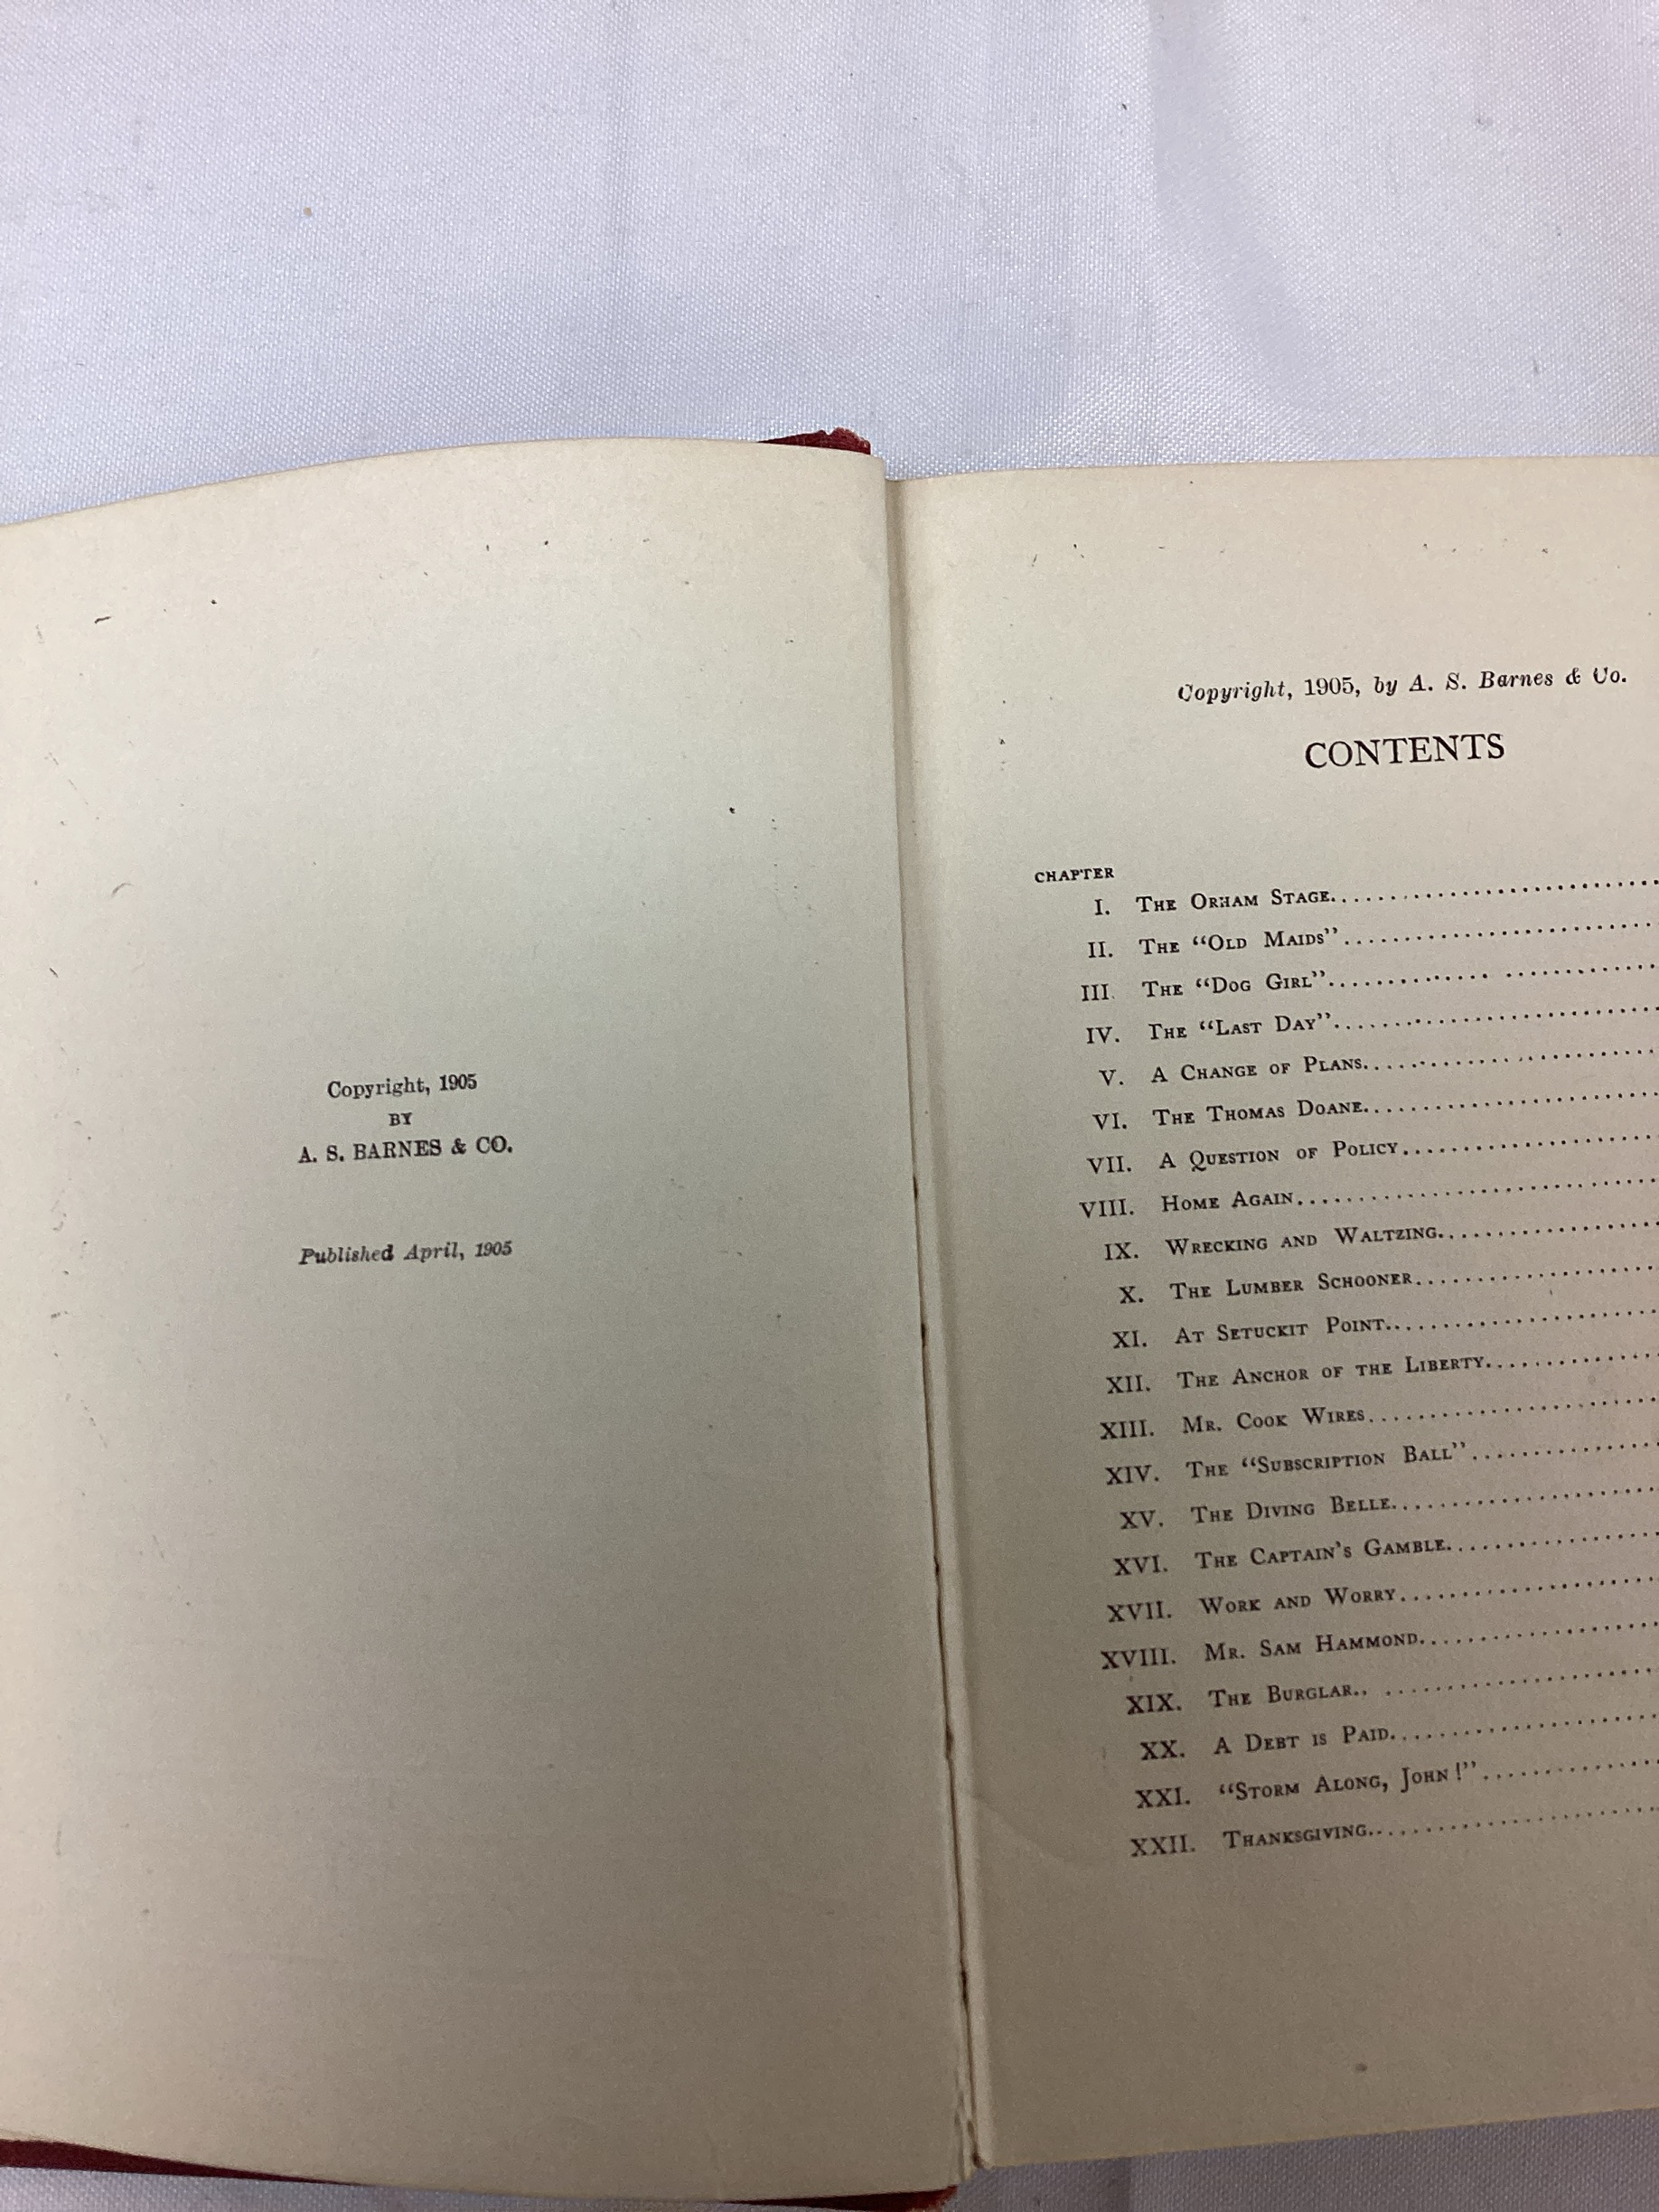 Copyright, 1905
BY
A. S. BARNES & CO.
Published April, 1905
Copyright, 1905, by A. S. Barnes & Co.
CONTENTS
CHAPTER
I. THE ORHAM STAGE
II. THE “OLD MAIDS”
III. THE “DOG GIRL”
IV. THE “LAST DAY”
V. A CHANGE OF PLANS
VI. THE THOMAS DOANE
VII. A QUESTION OF POLICY
VIII. HOME AGAIN
IX. WRECKING AND WALTZING
X. THE LUMBER SCHOONER
XI. AT SETUCKIT POINT
XII. THE ANCHOR OF THE LIBERTY
XIII. MR. COOK WIRES
XIV. THE “SUBSCRIPTION BALL”
XV. THE DIVING BELLE
XVI. THE CAPTAIN’S GAMBLE
XVII. WORK AND WORRY
XVIII. MR. SAM HAMMOND
XIX. THE BURGLAR
XX. A DEBT IS PAID
XXI. “STORM ALONG, JOHN!”
XXII. THANKSGIVING